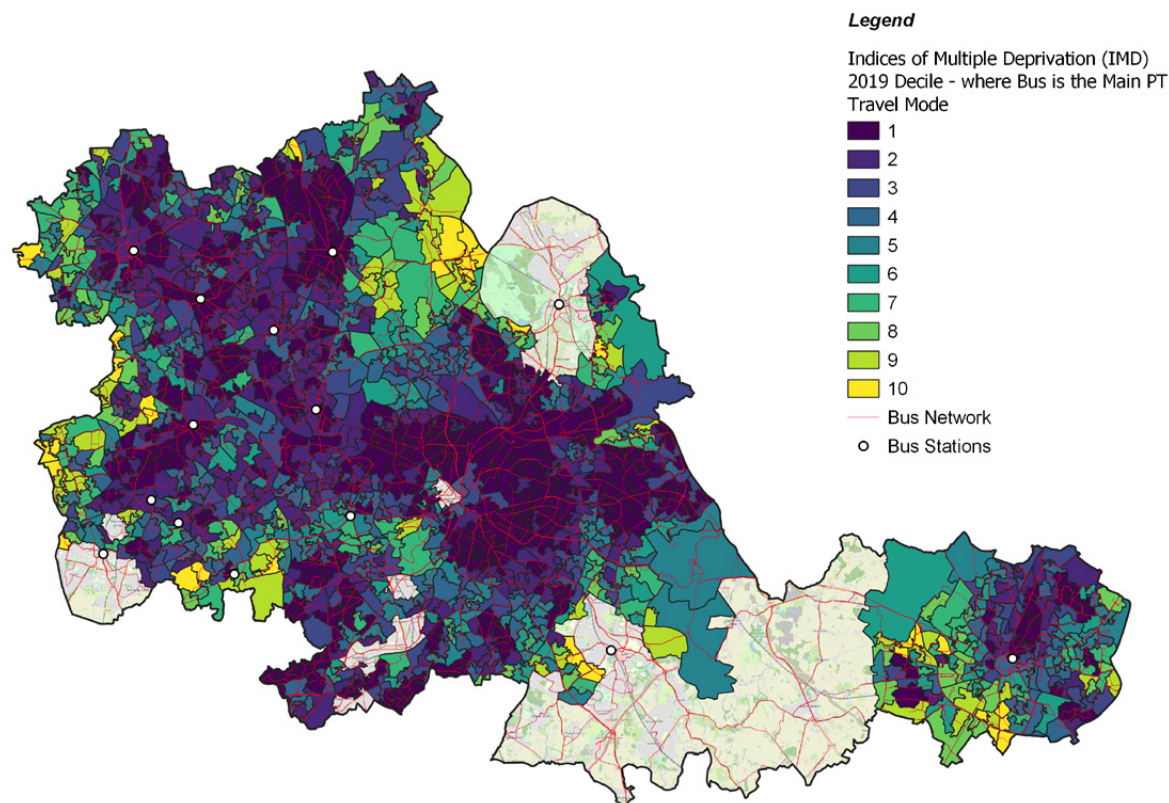 Legend
Indices of Multiple Deprivation (IMD)
2019 Decile - where Bus is the Main PT
Travel Mode
1
2
3
4
5
6
7
8
9
10
Bus Network
Bus Stations